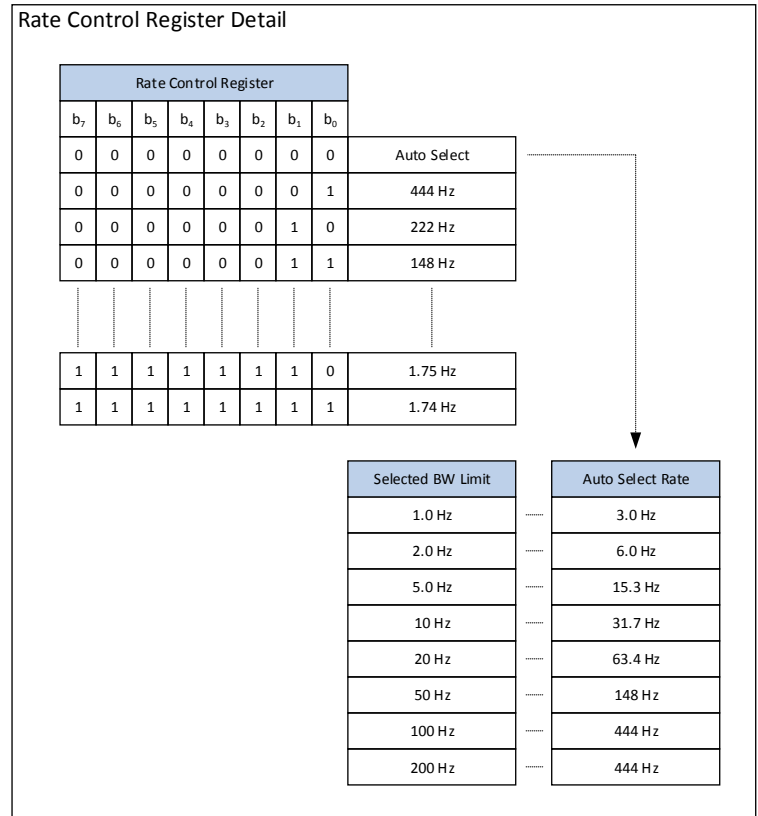 Rate Control Register Detail
Rate Control Register
b₇ b₆ b₅ b₄ b₃ b₂ b₁ b₀
0 0 0 0 0 0 0 0 Auto Select
0 0 0 0 0 0 0 1 444 Hz
0 0 0 0 0 0 1 0 222 Hz
0 0 0 0 0 0 1 1 148 Hz
1 1 1 1 1 1 1 0 1.75 Hz
1 1 1 1 1 1 1 1 1.74 Hz
Selected BW Limit Auto Select Rate
1.0 Hz 3.0 Hz
2.0 Hz 6.0 Hz
5.0 Hz 15.3 Hz
10 Hz 31.7 Hz
20 Hz 63.4 Hz
50 Hz 148 Hz
100 Hz 444 Hz
200 Hz 444 Hz